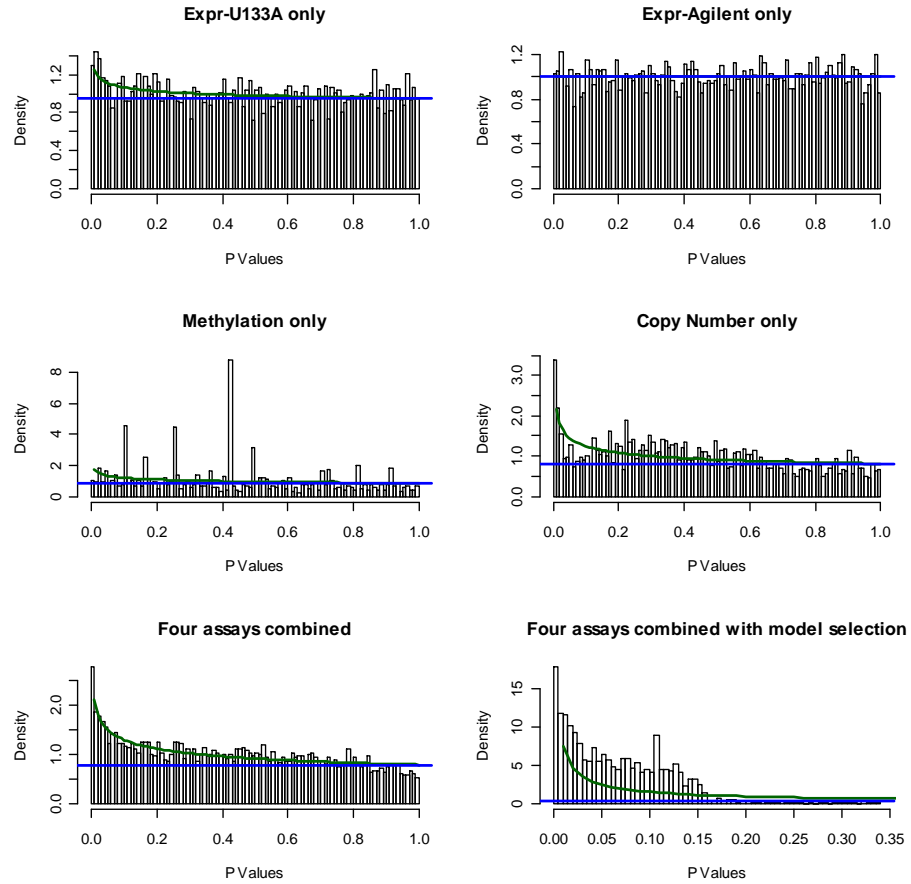 Expr-U133A only
Density
0.0 0.4 0.8 1.2
0.0 0.2 0.4 0.6 0.8 1.0
P Values
Expr-Agilent only
Density
0.0 0.4 0.8 1.2
0.0 0.2 0.4 0.6 0.8 1.0
P Values
Methylation only
Density
0 2 4 6 8
0.0 0.2 0.4 0.6 0.8 1.0
P Values
Copy Number only
Density
0.0 1.0 2.0 3.0
0.0 0.2 0.4 0.6 0.8 1.0
P Values
Four assays combined
Density
0.0 1.0 2.0
0.0 0.2 0.4 0.6 0.8 1.0
P Values
Four assays combined with model selection
Density
0 5 10 15
0.00 0.05 0.10 0.15 0.20 0.25 0.30 0.35
P Values